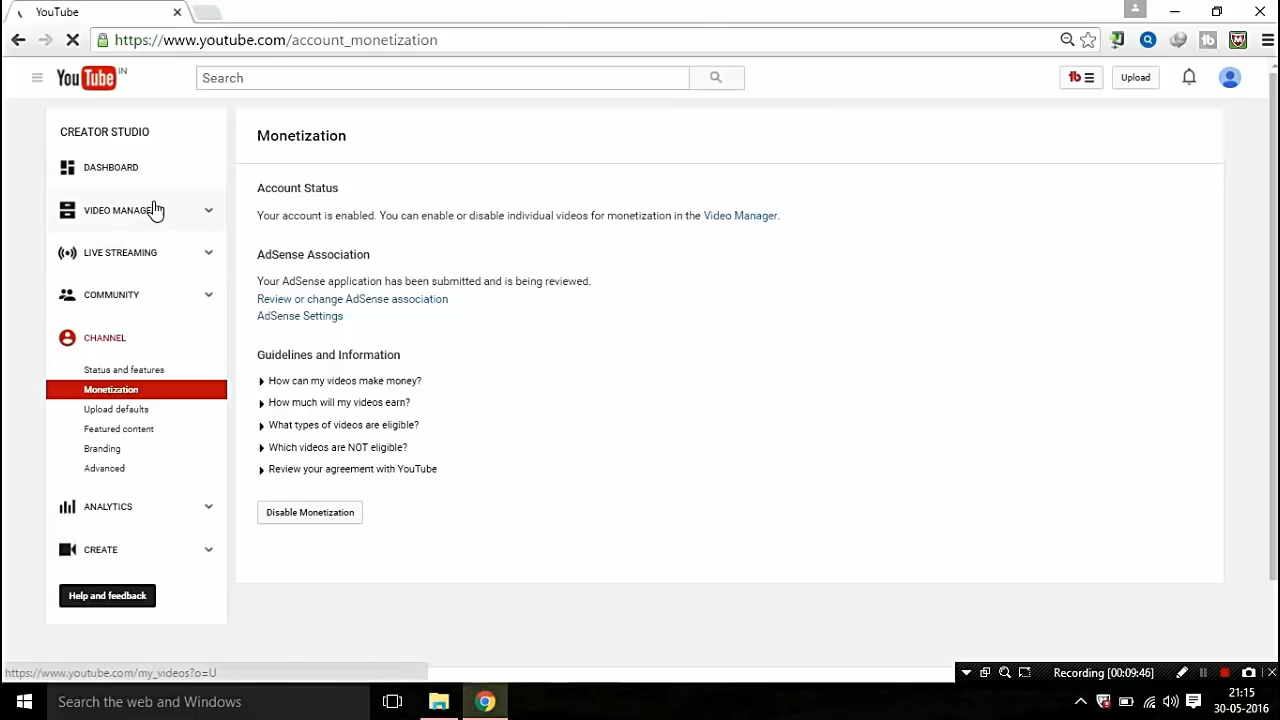 YouTube
https://www.youtube.com/account_monetization
YouTube IN
Search
Upload
CREATOR STUDIO
DASHBOARD
VIDEO MANAGE
LIVE STREAMING
COMMUNITY
CHANNEL
Status and features
Monetization
Upload defaults
Featured content
Branding
Advanced
ANALYTICS
CREATE
Help and feedback
Monetization
Account Status
Your account is enabled. You can enable or disable individual videos for monetization in the Video Manager.
AdSense Association
Your AdSense application has been submitted and is being reviewed.
Review or change AdSense association
AdSense Settings
Guidelines and Information
How can my videos make money?
How much will my videos earn?
What types of videos are eligible?
Which videos are NOT eligible?
Review your agreement with YouTube
Disable Monetization
https://www.youtube.com/my_videos?o=U
Recording [00:09:46]
Search the web and Windows
21:15
30-05-2016